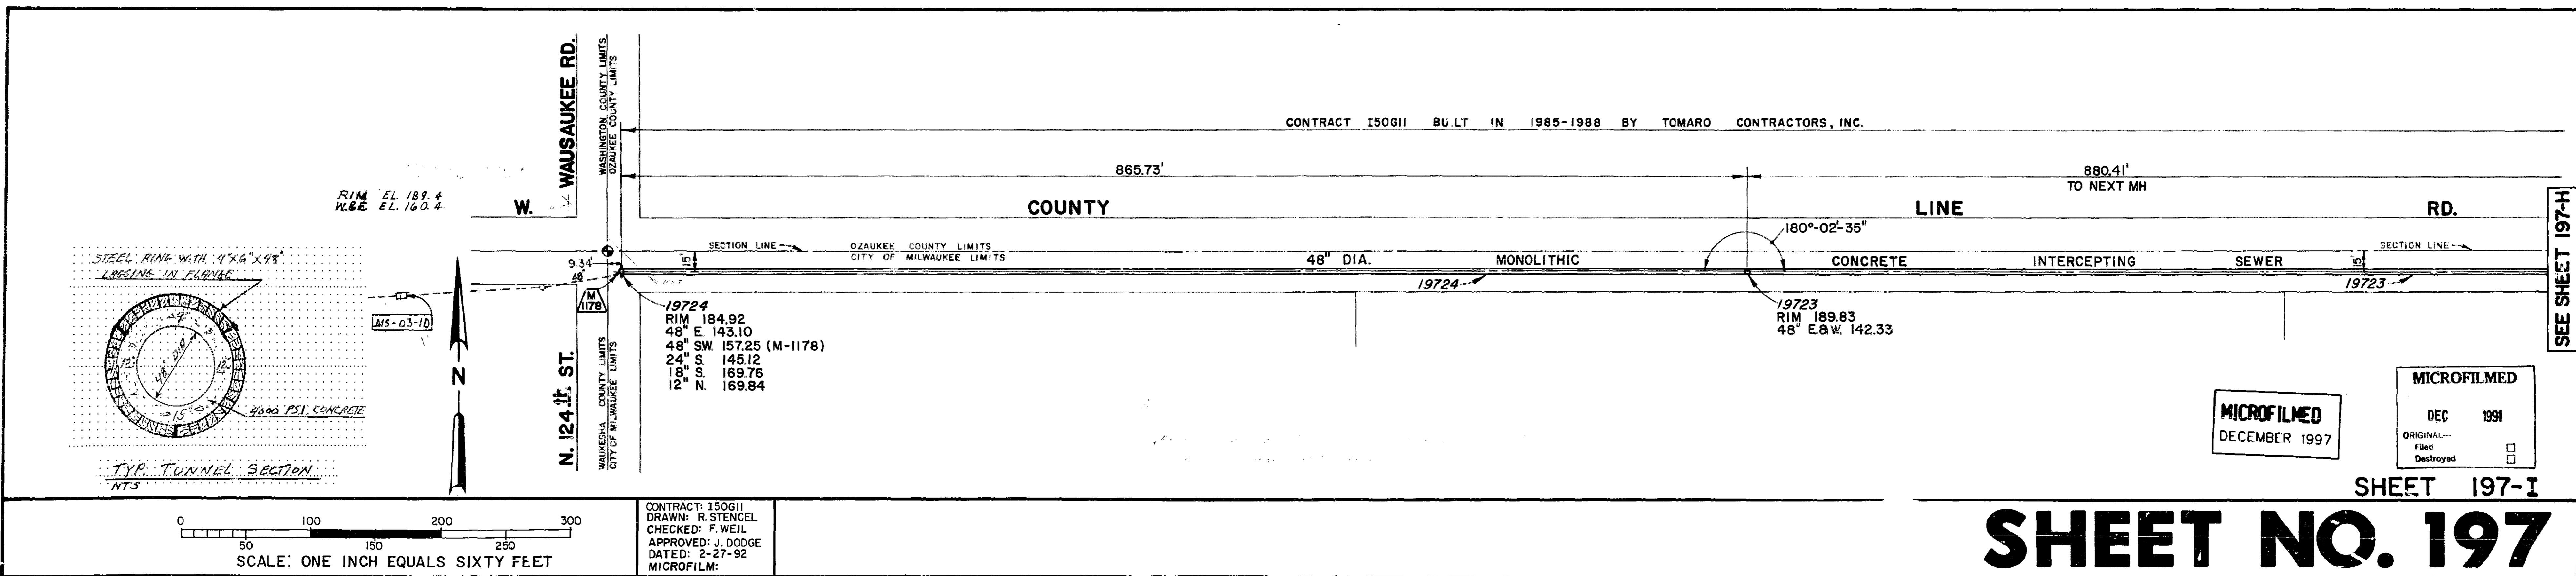 WAUSAUKEE RD.
WASHINGTON COUNTY LIMITS
OZAUKEE COUNTY LIMITS
CONTRACT I50G11 BUILT IN 1985-1988 BY TOMARO CONTRACTORS, INC.
865.73'
880.41'
TO NEXT MH
RIM EL. 189.4
W.&E. EL. 160.4
W. COUNTY LINE RD.
180°-02'-35"
SECTION LINE
OZAUKEE COUNTY LIMITS
CITY OF MILWAUKEE LIMITS
15'
48" DIA. MONOLITHIC CONCRETE INTERCEPTING SEWER
SECTION LINE
15'
9.34'
48"
STEEL RING WITH 4"X6"X48"
LAGGING IN FLANGE
9"
12"
48" DIA
12"
15"
4000 PSI CONCRETE
TYP. TUNNEL SECTION
NTS
MS-03-10
N
M
1178
19724
RIM 184.92
48" E. 143.10
48" SW. 157.25 (M-1178)
24" S. 145.12
18" S. 169.76
12" N. 169.84
19724
19723
RIM 189.83
48" E&W. 142.33
19723
SEE SHEET 197-H
N. 124th ST.
WAUKESHA COUNTY LIMITS
CITY OF MILWAUKEE LIMITS
MICROFILMED
DECEMBER 1997
MICROFILMED
DEC 1991
ORIGINAL—
Filed
Destroyed
SHEET 197-I
0 100 200 300
50 150 250
SCALE: ONE INCH EQUALS SIXTY FEET
CONTRACT: I50G11
DRAWN: R. STENCEL
CHECKED: F. WEIL
APPROVED: J. DODGE
DATED: 2-27-92
MICROFILM:
SHEET NO. 197